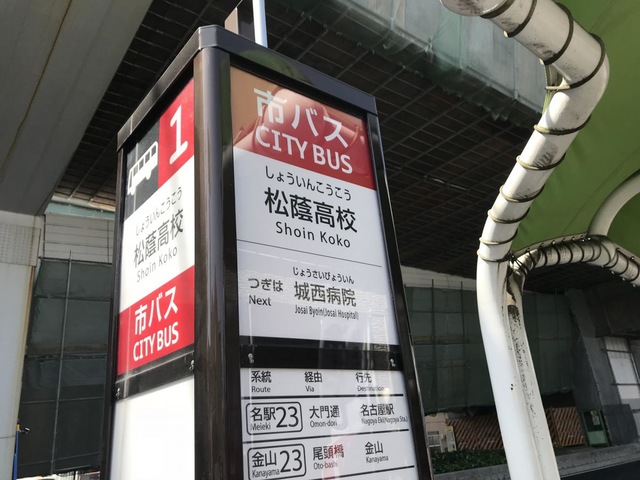 1
しょういんこうこう
松蔭高校
Shoin Koko
市バス
CITY BUS
市バス
CITY BUS
しょういんこうこう
松蔭高校
Shoin Koko
つぎは
Next
じょうさいびょういん
城西病院
Josai Byoin(Josai Hospital)
系統 経由 行先
Route Via Destination
名駅23 大門通 名古屋駅
Meieki Omon-dori Nagoya Eki(Nagoya Sta.)
金山23 尾頭橋 金山
Kanayama Oto-bashi Kanayama